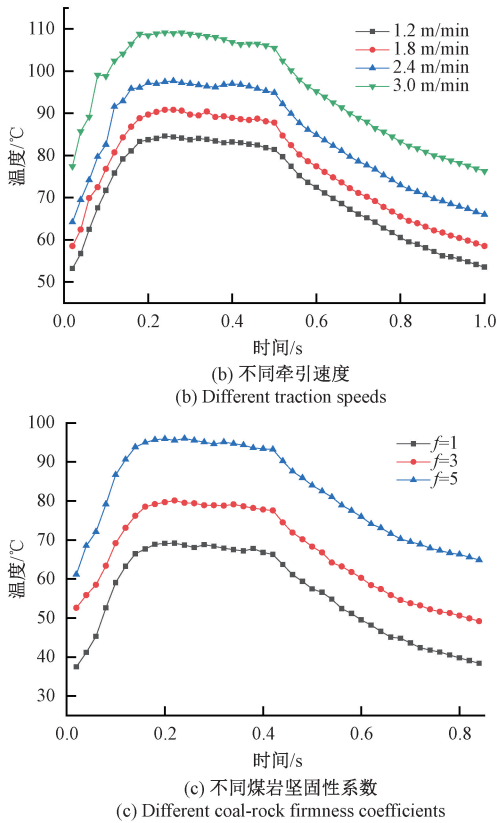 110
100
90
80
70
60
50
温度/℃
1.2 m/min
1.8 m/min
2.4 m/min
3.0 m/min
0.0 0.2 0.4 0.6 0.8 1.0
时间/s
(b) 不同牵引速度
(b) Different traction speeds
100
90
80
70
60
50
40
30
温度/℃
f=1
f=3
f=5
0.0 0.2 0.4 0.6 0.8
时间/s
(c) 不同煤岩坚固性系数
(c) Different coal-rock firmness coefficients